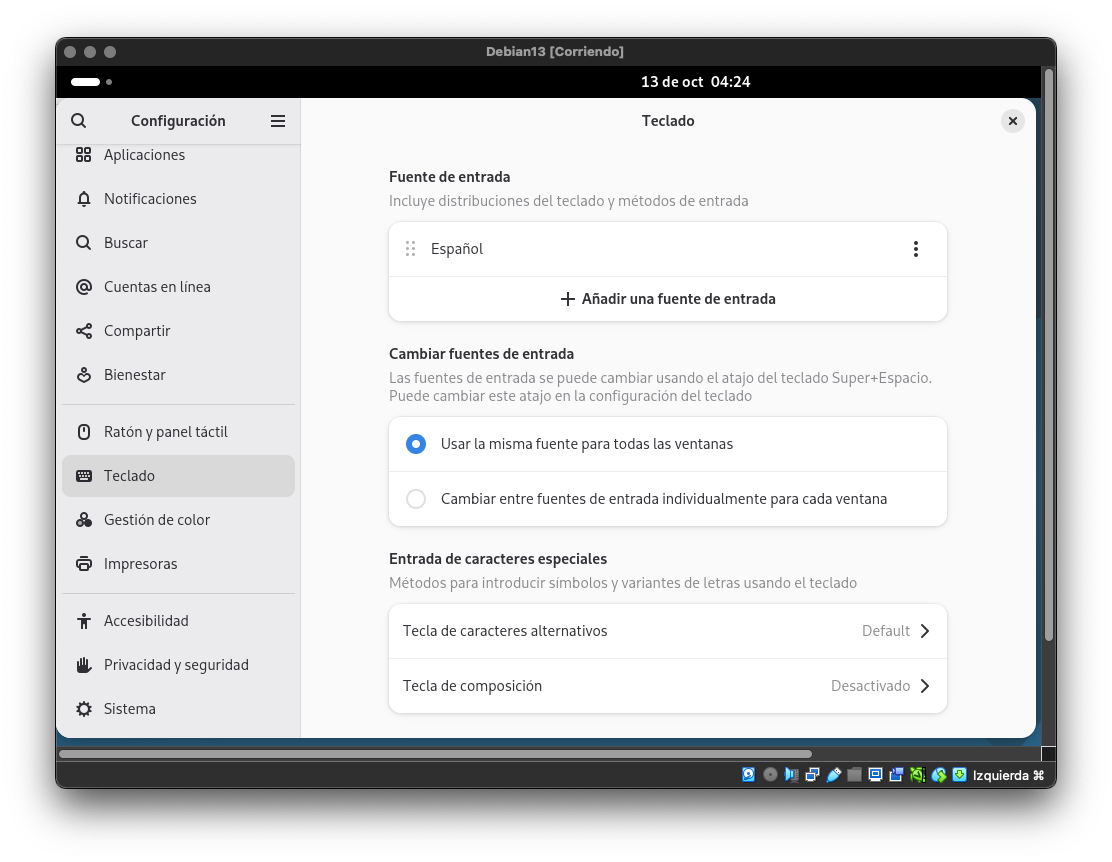 Debian13 [Corriendo]
13 de oct 04:24
Configuración
Teclado
Aplicaciones
Notificaciones
Buscar
Cuentas en línea
Compartir
Bienestar
Ratón y panel táctil
Teclado
Gestión de color
Impresoras
Accesibilidad
Privacidad y seguridad
Sistema
Fuente de entrada
Incluye distribuciones del teclado y métodos de entrada
Español
Añadir una fuente de entrada
Cambiar fuentes de entrada
Las fuentes de entrada se puede cambiar usando el atajo del teclado Super+Espacio.
Puede cambiar este atajo en la configuración del teclado
Usar la misma fuente para todas las ventanas
Cambiar entre fuentes de entrada individualmente para cada ventana
Entrada de caracteres especiales
Métodos para introducir símbolos y variantes de letras usando el teclado
Tecla de caracteres alternativos Default
Tecla de composición Desactivado
Izquierda ⌘